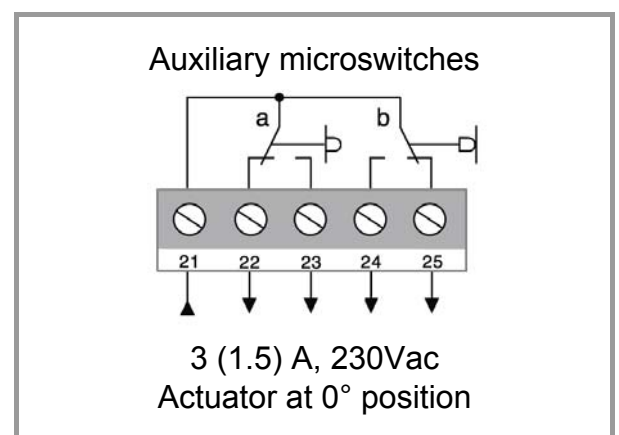 Auxiliary microswitches
a b
21 22 23 24 25
3 (1.5) A, 230Vac
Actuator at 0° position